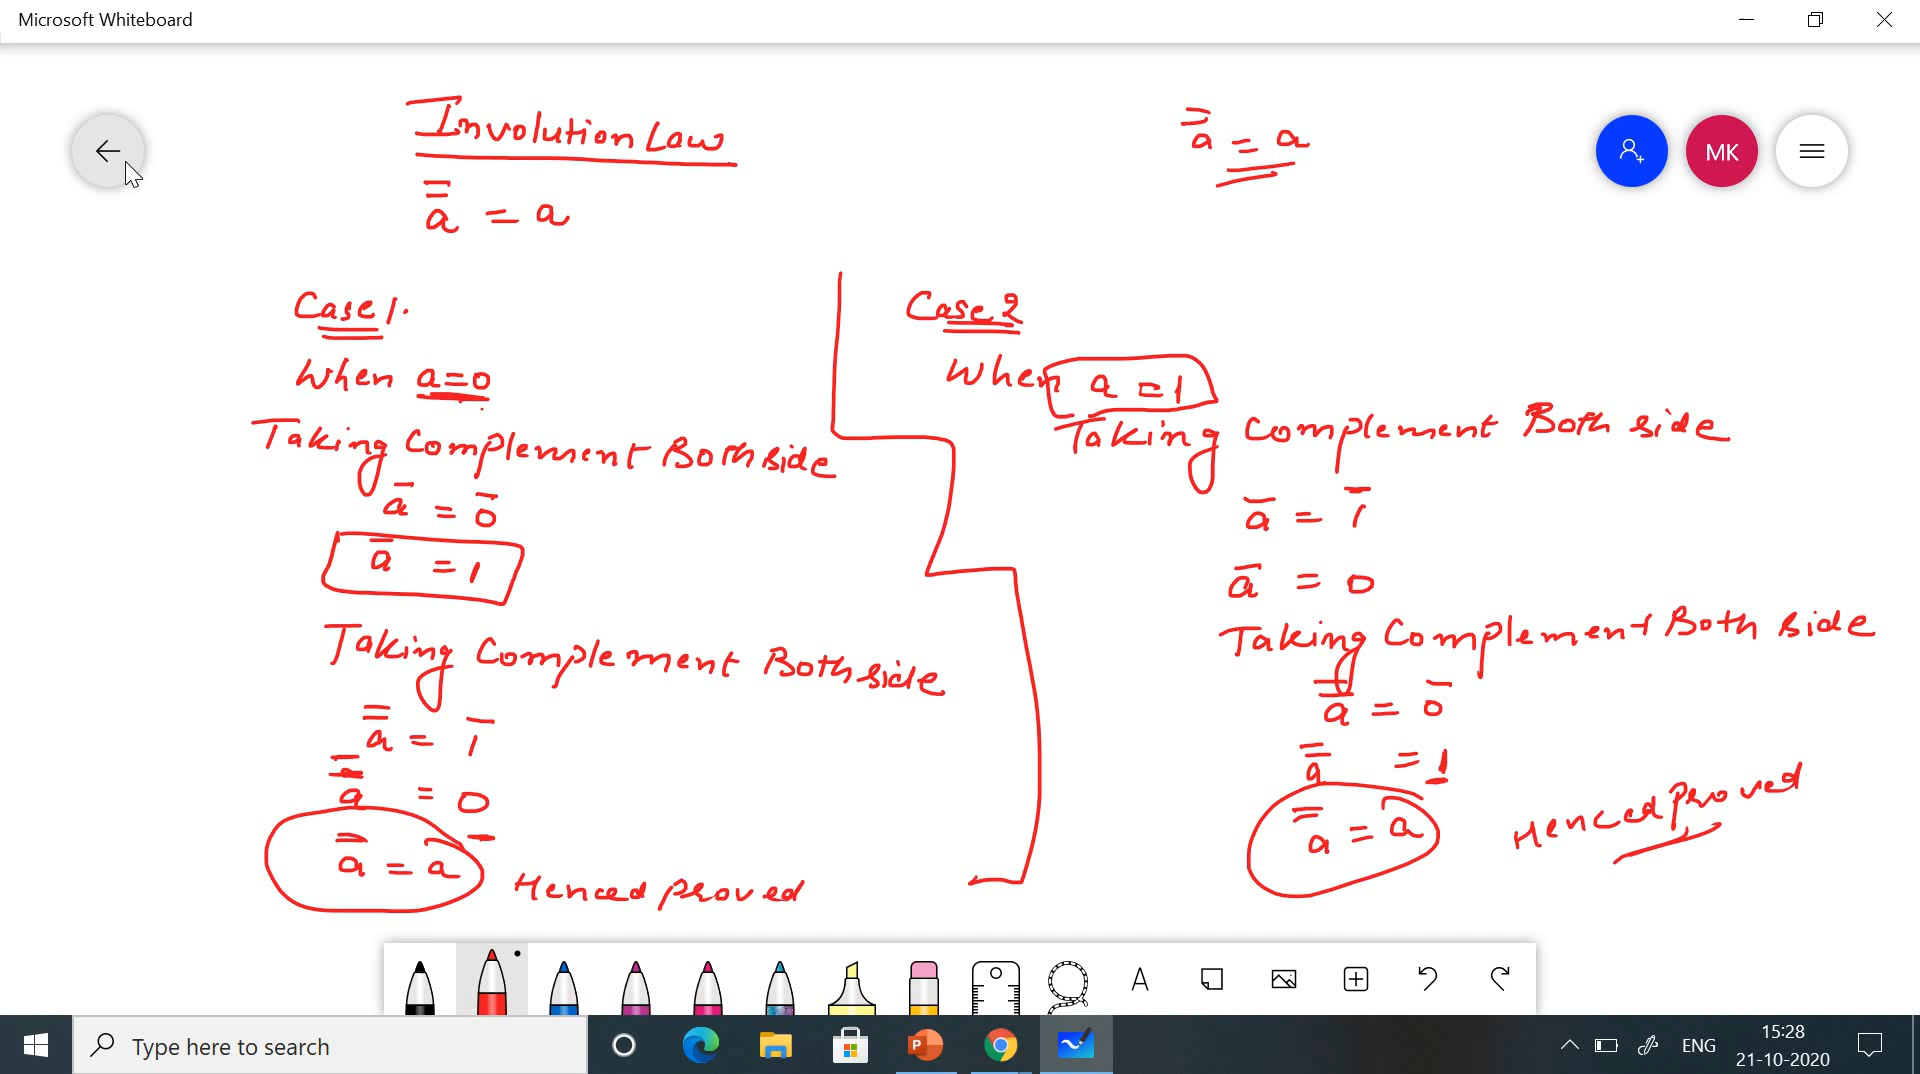 Microsoft Whiteboard
Involution Law
a̿ = a
a̿ = a
MK
Case 1.
When a=0
Taking Complement Both side
a̅ = 0̅
a̅ = 1
Taking Complement Both side
a̿ = 1̅
a̿ = 0
a̿ = a
Henced proved
Case 2
When a = 1
Taking Complement Both side
a̅ = 1̅
a̅ = 0
Taking Complement Both side
a̿ = 0̅
a̿ = 1
a̿ = a
Henced proved
A
Type here to search
ENG
15:28
21-10-2020